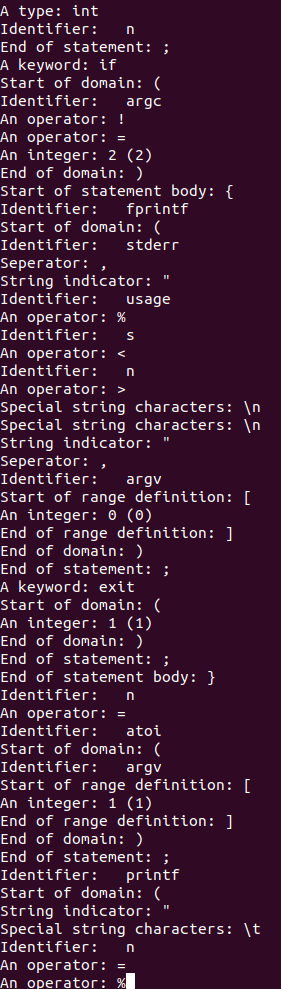 A type: int
Identifier:   n
End of statement: ;
A keyword: if
Start of domain: (
Identifier:   argc
An operator: !
An operator: =
An integer: 2 (2)
End of domain: )
Start of statement body: {
Identifier:   fprintf
Start of domain: (
Identifier:   stderr
Seperator: ,
String indicator: "
Identifier:   usage
An operator: %
Identifier:   s
An operator: <
Identifier:   n
An operator: >
Special string characters: \n
Special string characters: \n
String indicator: "
Seperator: ,
Identifier:   argv
Start of range definition: [
An integer: 0 (0)
End of range definition: ]
End of domain: )
End of statement: ;
A keyword: exit
Start of domain: (
An integer: 1 (1)
End of domain: )
End of statement: ;
End of statement body: }
Identifier:   n
An operator: =
Identifier:   atoi
Start of domain: (
Identifier:   argv
Start of range definition: [
An integer: 1 (1)
End of range definition: ]
End of domain: )
End of statement: ;
Identifier:   printf
Start of domain: (
String indicator: "
Special string characters: \t
Identifier:   n
An operator: =
An operator: %